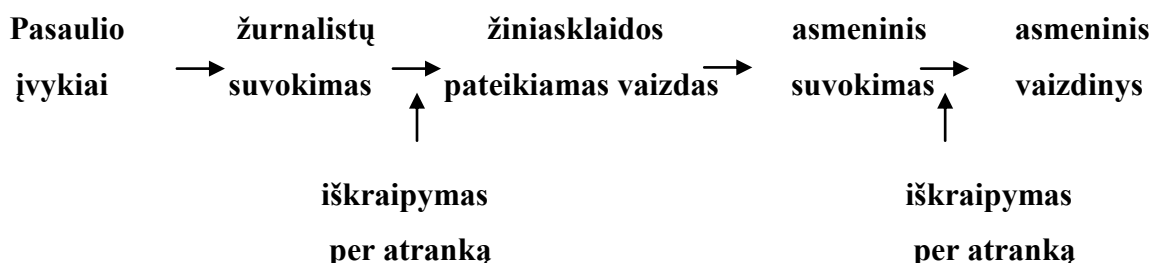 Pasaulio žurnalistų žiniasklaidos asmeninis asmeninis
įvykiai suvokimas pateikiamas vaizdas suvokimas vaizdinys
iškraipymas iškraipymas
per atranką per atranką